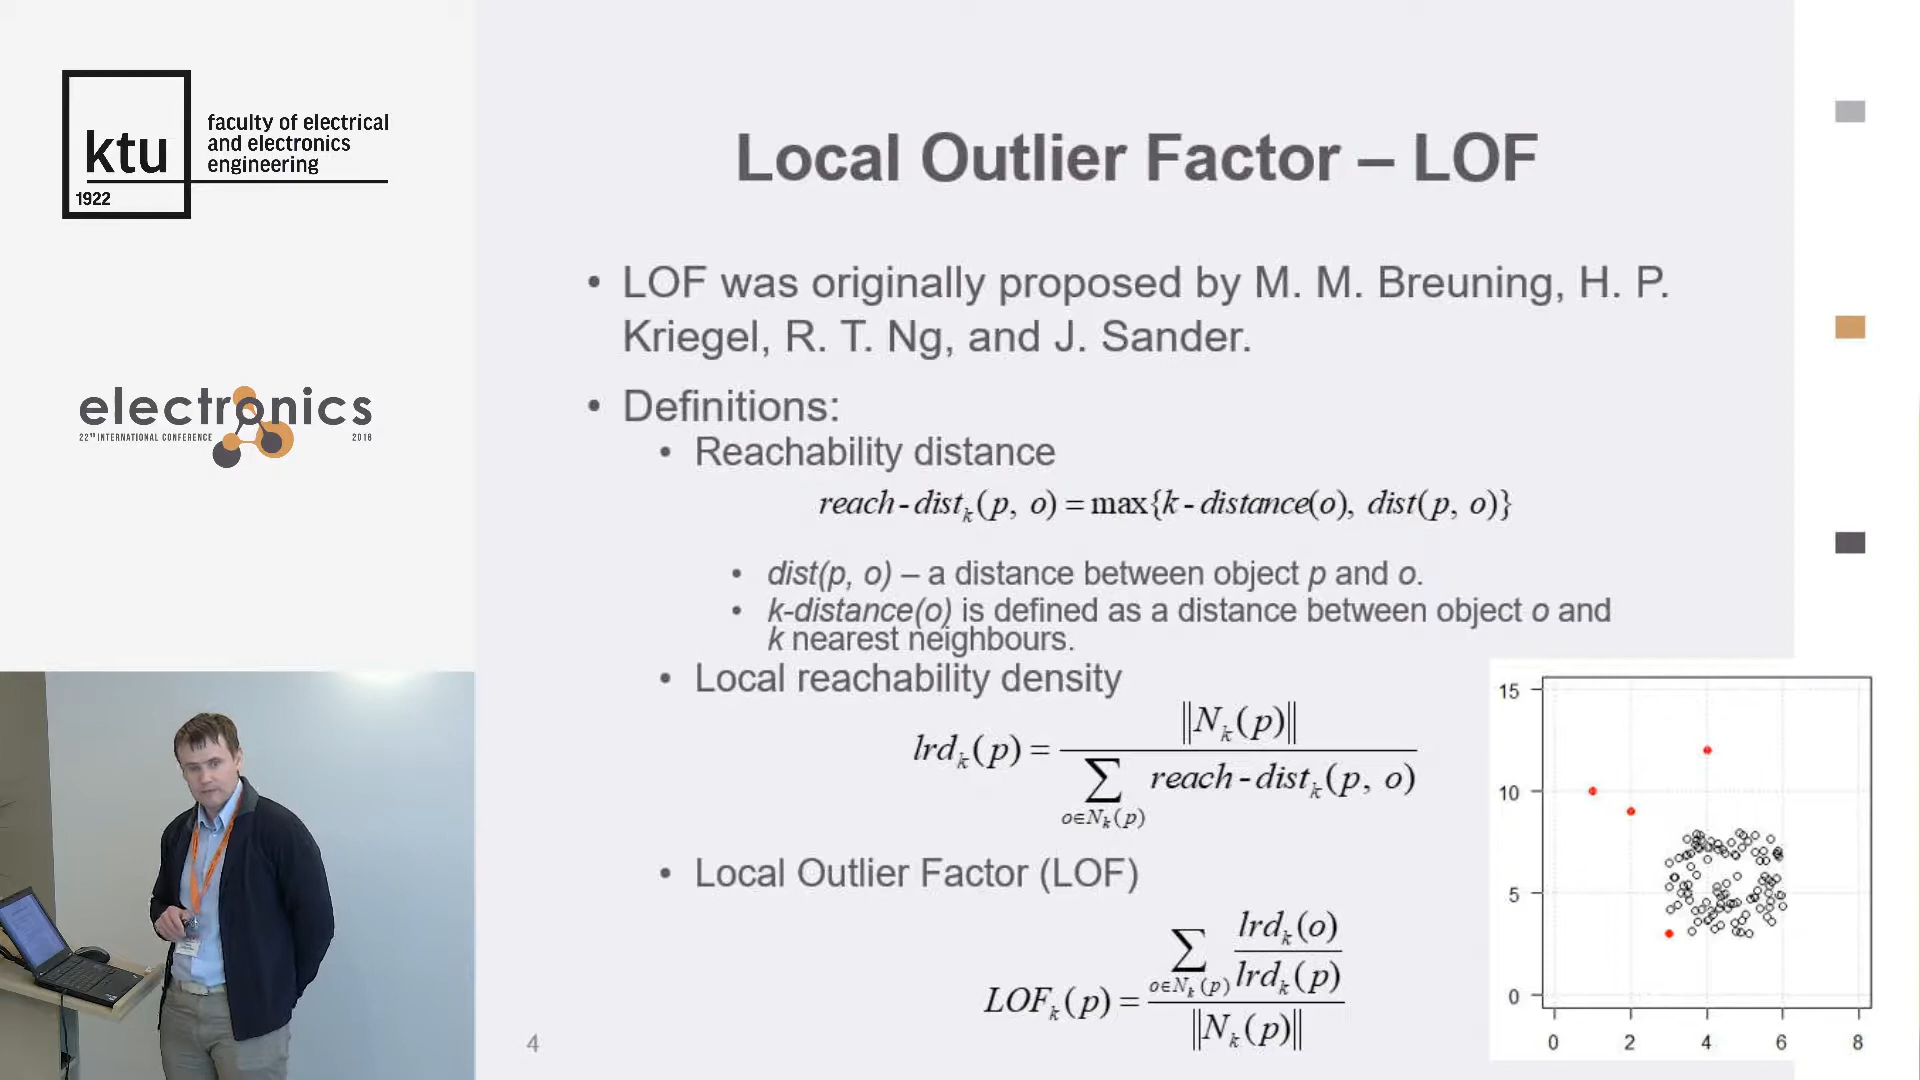 ktu
1922
faculty of electrical
and electronics
engineering
electronics
22nd INTERNATIONAL CONFERENCE 2018
Local Outlier Factor – LOF
• LOF was originally proposed by M. M. Breuning, H. P.
Kriegel, R. T. Ng, and J. Sander.
• Definitions:
• Reachability distance
reach-dist_k(p, o) = max{k-distance(o), dist(p, o)}
• dist(p, o) – a distance between object p and o.
• k-distance(o) is defined as a distance between object o and
k nearest neighbours.
• Local reachability density
lrd_k(p) = ||N_k(p)|| / ∑_{o∈N_k(p)} reach-dist_k(p, o)
• Local Outlier Factor (LOF)
LOF_k(p) = ∑_{o∈N_k(p)} lrd_k(o) / lrd_k(p) / ||N_k(p)||
4
15
10
5
0
0 2 4 6 8